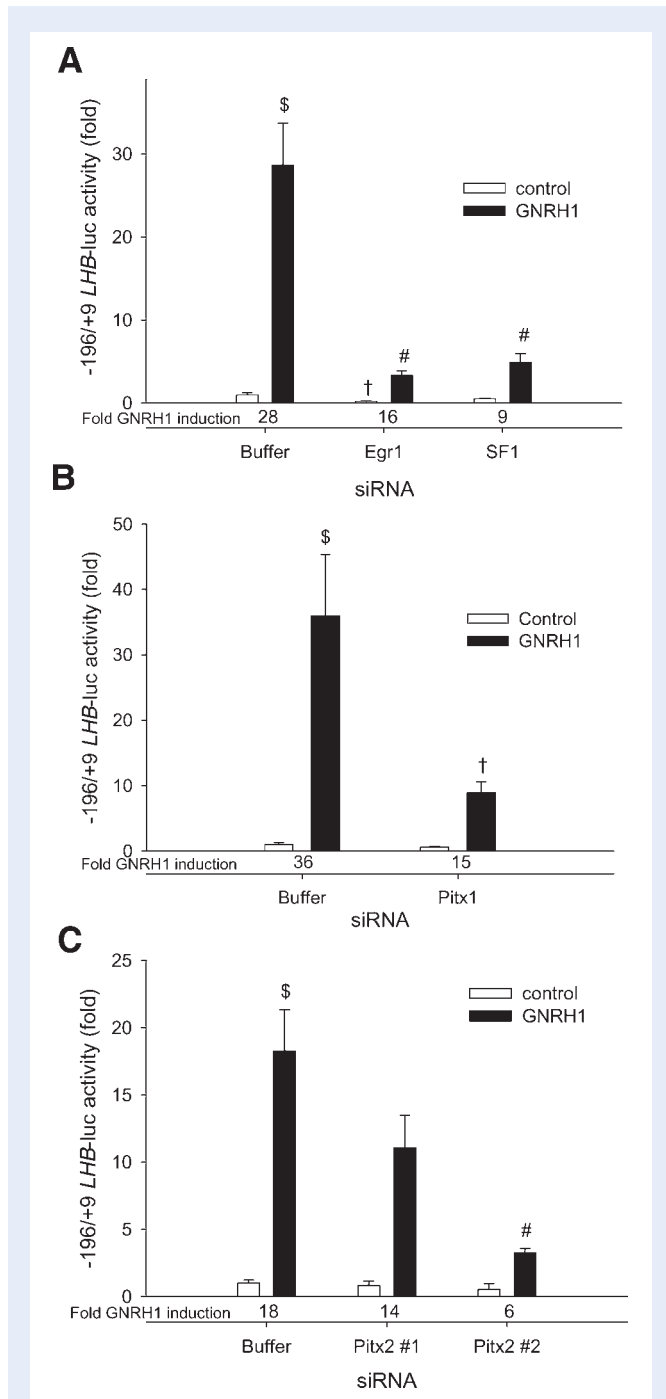 A
-196/+9 LHB-luc activity (fold)
30
20
10
0
$
†
#
#
control
GNRH1
Fold GNRH1 induction 28 16 9
Buffer Egr1 SF1
siRNA
B
-196/+9 LHB-luc activity (fold)
50
40
30
20
10
0
$
†
Control
GNRH1
Fold GNRH1 induction 36 15
Buffer Pitx1
siRNA
C
-196/+9 LHB-luc activity (fold)
25
20
15
10
5
0
$
#
control
GNRH1
Fold GNRH1 induction 18 14 6
Buffer Pitx2 #1 Pitx2 #2
siRNA